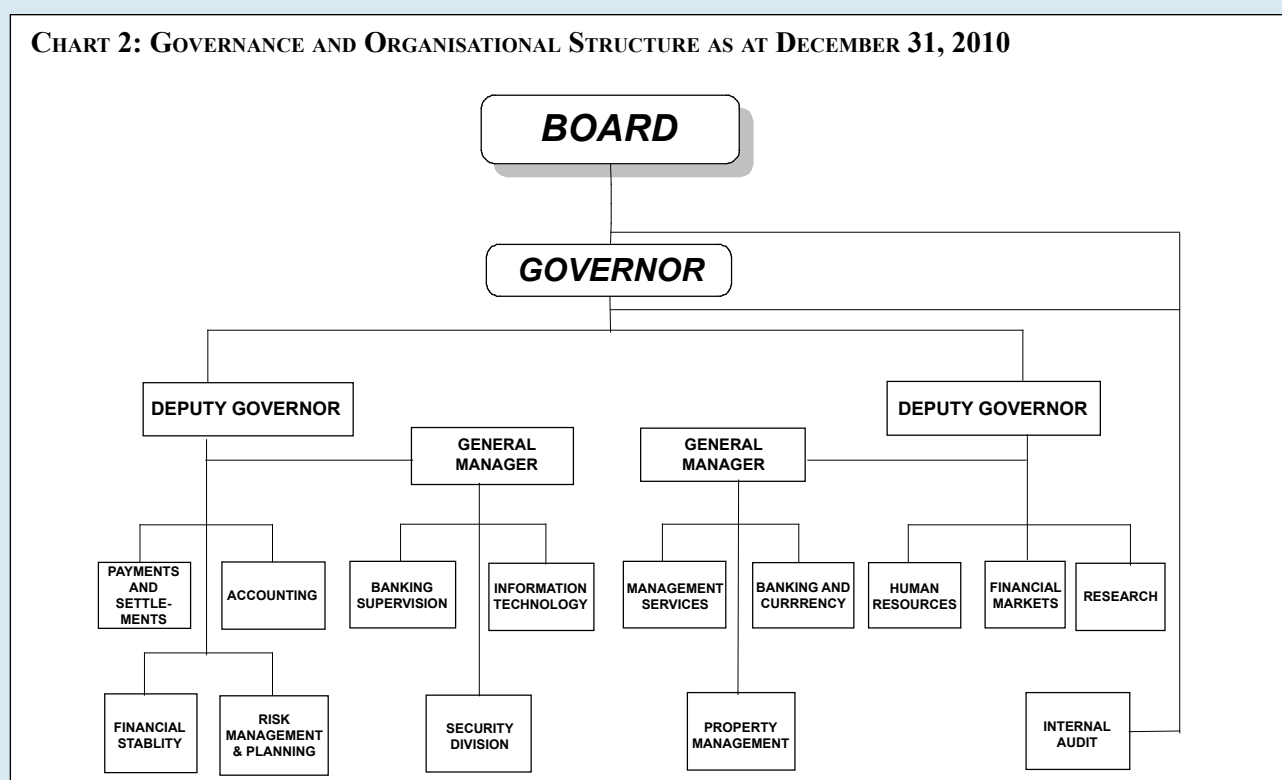 CHART 2: GOVERNANCE AND ORGANISATIONAL STRUCTURE AS AT DECEMBER 31, 2010
BOARD
GOVERNOR
DEPUTY GOVERNOR
DEPUTY GOVERNOR
GENERAL
MANAGER
GENERAL
MANAGER
PAYMENTS
AND
SETTLE-
MENTS
ACCOUNTING
BANKING
SUPERVISION
INFORMATION
TECHNOLOGY
MANAGEMENT
SERVICES
BANKING AND
CURRRENCY
HUMAN
RESOURCES
FINANCIAL
MARKETS
RESEARCH
FINANCIAL
STABLITY
RISK
MANAGEMENT
& PLANNING
SECURITY
DIVISION
PROPERTY
MANAGEMENT
INTERNAL
AUDIT